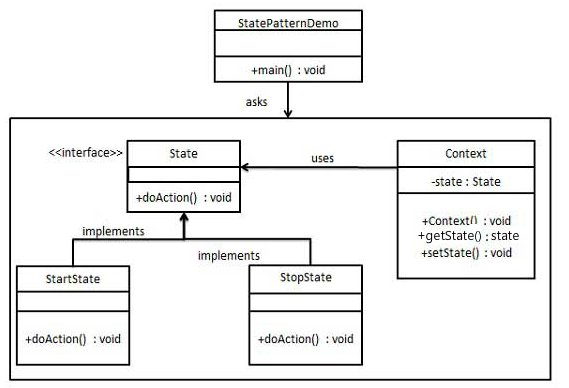 StatePatternDemo
+main() : void
asks
<<interface>>
State
+doAction() : void
uses
Context
-state : State
+Context() : void
+getState() : state
+setState() : void
implements
implements
StartState
+doAction() : void
StopState
+doAction() : void